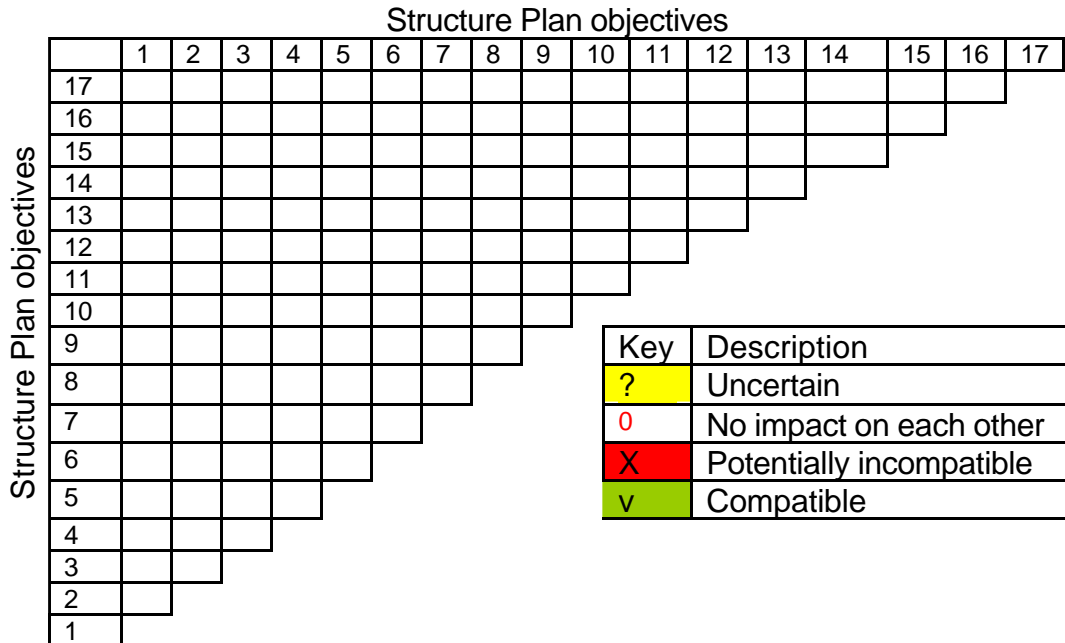 Structure Plan objectives
1 2 3 4 5 6 7 8 9 10 11 12 13 14 15 16 17
Structure Plan objectives
17
16
15
14
13
12
11
10
9
8
7
6
5
4
3
2
1
Key Description
? Uncertain
0 No impact on each other
X Potentially incompatible
v Compatible